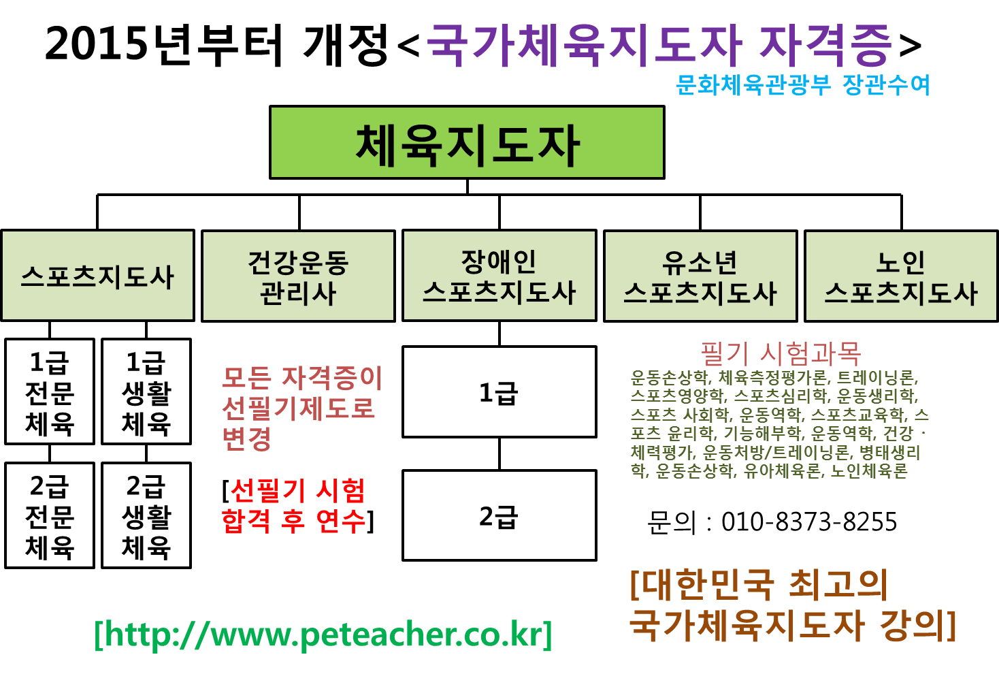 2015년부터 개정<국가체육지도자 자격증>
문화체육관광부 장관수여
체육지도자
스포츠지도사
건강운동
관리사
장애인
스포츠지도사
유소년
스포츠지도사
노인
스포츠지도사
1급
전문
체육
1급
생활
체육
2급
전문
체육
2급
생활
체육
모든 자격증이
선필기제도로
변경
[선필기 시험
합격 후 연수]
1급
2급
필기 시험과목
운동손상학, 체육측정평가론, 트레이닝론,
스포츠영양학, 스포츠심리학, 운동생리학,
스포츠 사회학, 운동역학, 스포츠교육학, 스
포츠 윤리학, 기능해부학, 운동역학, 건강 ·
체력평가, 운동처방/트레이닝론, 병태생리
학, 운동손상학, 유아체육론, 노인체육론
문의 : 010-8373-8255
[대한민국 최고의
국가체육지도자 강의]
[http://www.peteacher.co.kr]